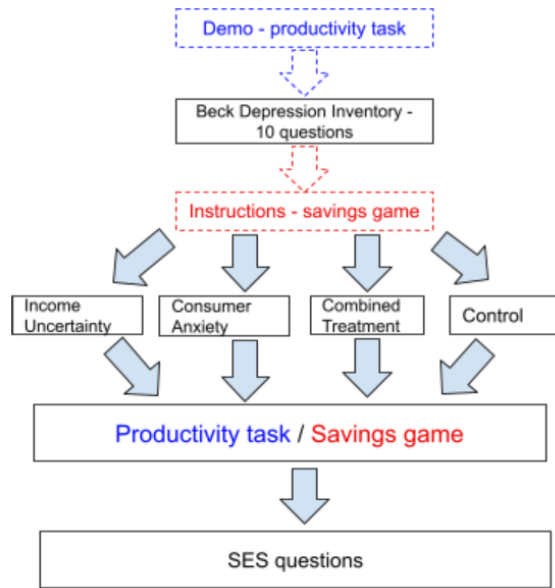 Demo - productivity task
Beck Depression Inventory -
10 questions
Instructions - savings game
Income
Uncertainty
Consumer
Anxiety
Combined
Treatment
Control
Productivity task / Savings game
SES questions